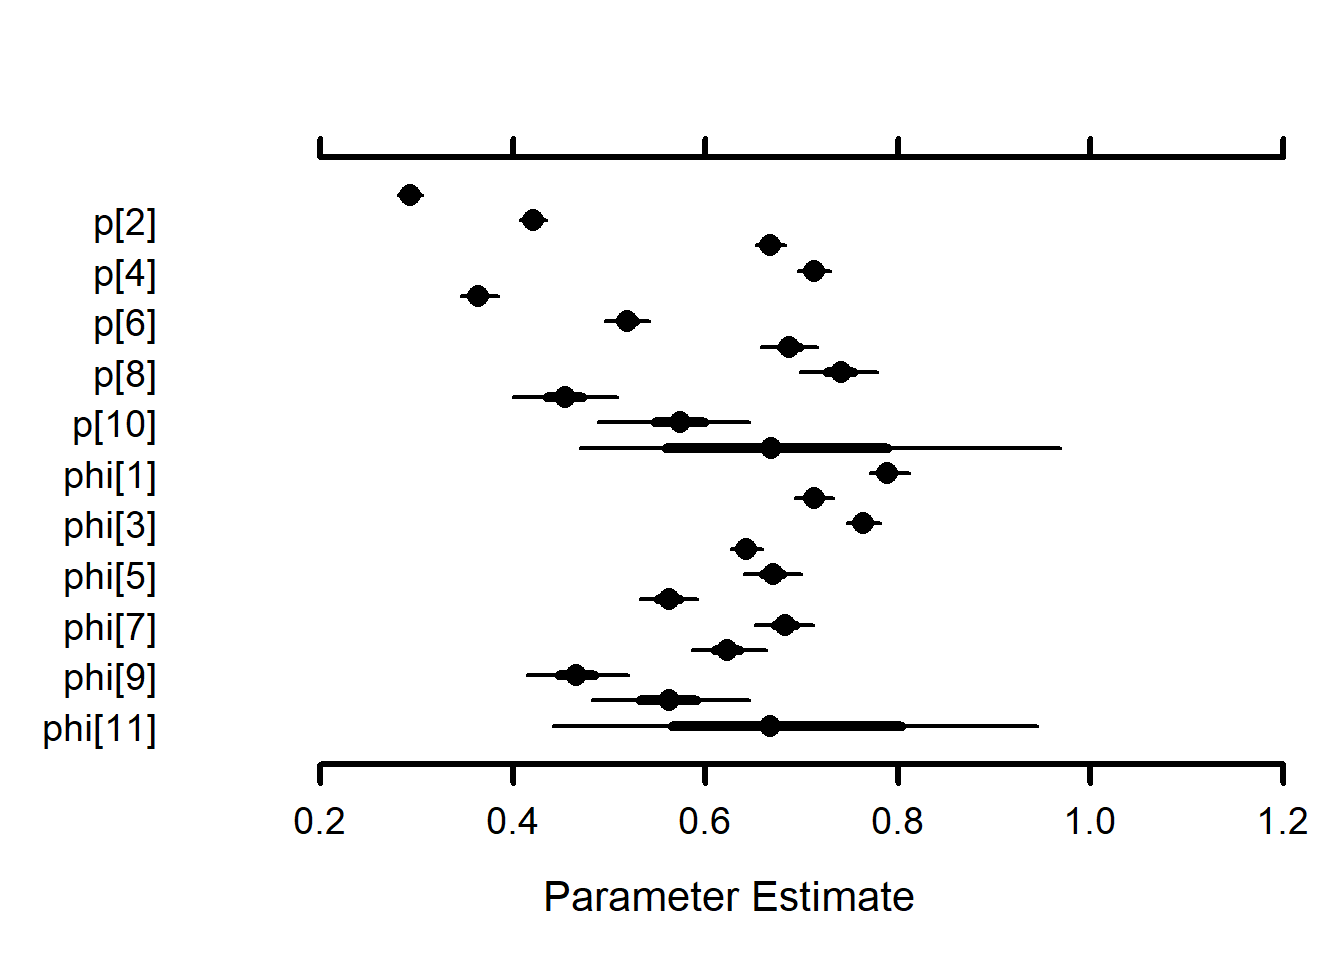 p[2]
p[4]
p[6]
p[8]
p[10]
phi[1]
phi[3]
phi[5]
phi[7]
phi[9]
phi[11]
0.2 0.4 0.6 0.8 1.0 1.2
Parameter Estimate